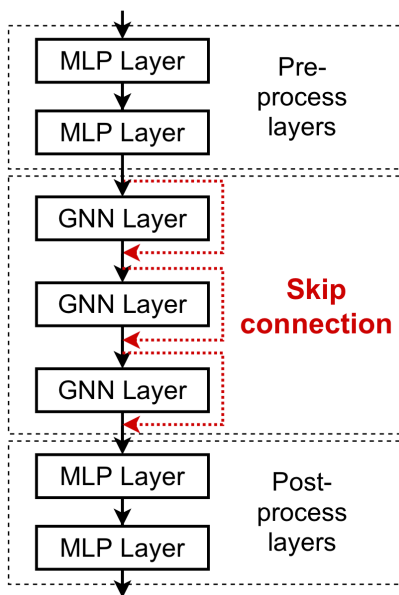 MLP Layer
MLP Layer
Pre-
process
layers
GNN Layer
GNN Layer
GNN Layer
Skip
connection
MLP Layer
MLP Layer
Post-
process
layers